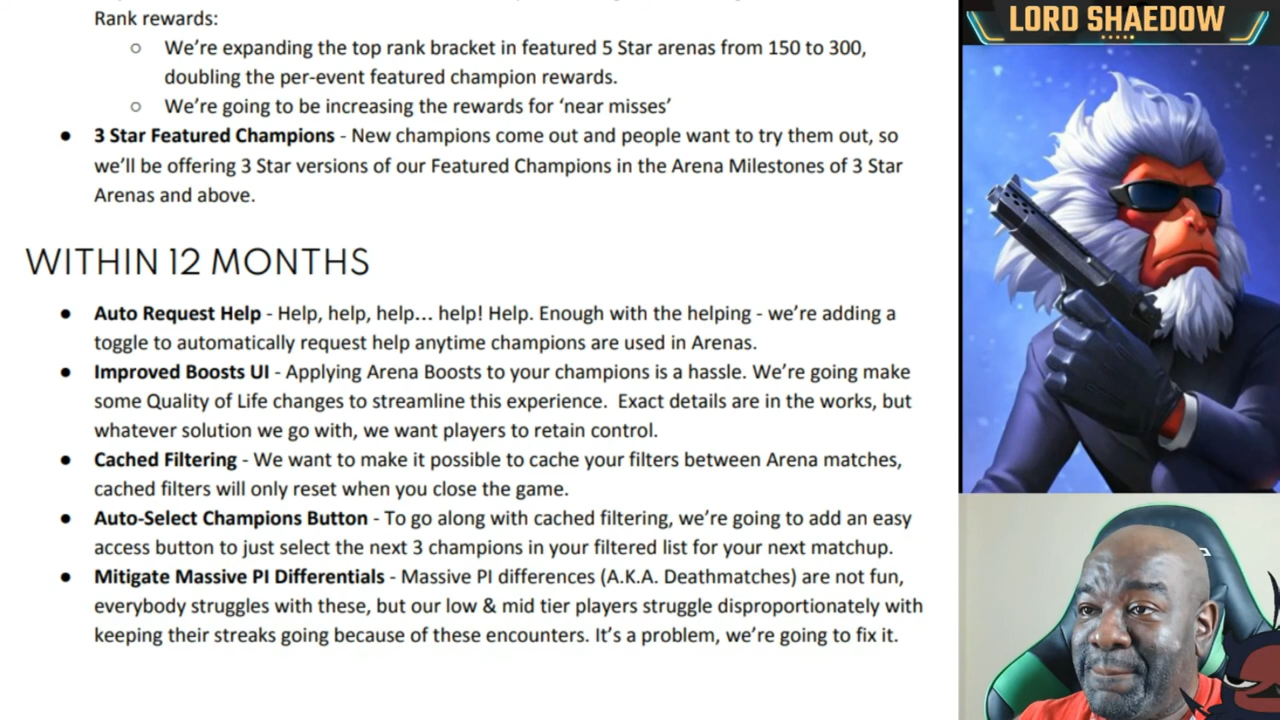 Rank rewards:
○ We’re expanding the top rank bracket in featured 5 Star arenas from 150 to 300,
doubling the per-event featured champion rewards.
○ We’re going to be increasing the rewards for ‘near misses’
● 3 Star Featured Champions - New champions come out and people want to try them out, so
we’ll be offering 3 Star versions of our Featured Champions in the Arena Milestones of 3 Star
Arenas and above.
WITHIN 12 MONTHS
● Auto Request Help - Help, help, help... help! Help. Enough with the helping - we’re adding a
toggle to automatically request help anytime champions are used in Arenas.
● Improved Boosts UI - Applying Arena Boosts to your champions is a hassle. We’re going make
some Quality of Life changes to streamline this experience.  Exact details are in the works, but
whatever solution we go with, we want players to retain control.
● Cached Filtering - We want to make it possible to cache your filters between Arena matches,
cached filters will only reset when you close the game.
● Auto-Select Champions Button - To go along with cached filtering, we’re going to add an easy
access button to just select the next 3 champions in your filtered list for your next matchup.
● Mitigate Massive PI Differentials - Massive PI differences (A.K.A. Deathmatches) are not fun,
everybody struggles with these, but our low & mid tier players struggle disproportionately with
keeping their streaks going because of these encounters. It’s a problem, we’re going to fix it.
LORD SHAEDOW